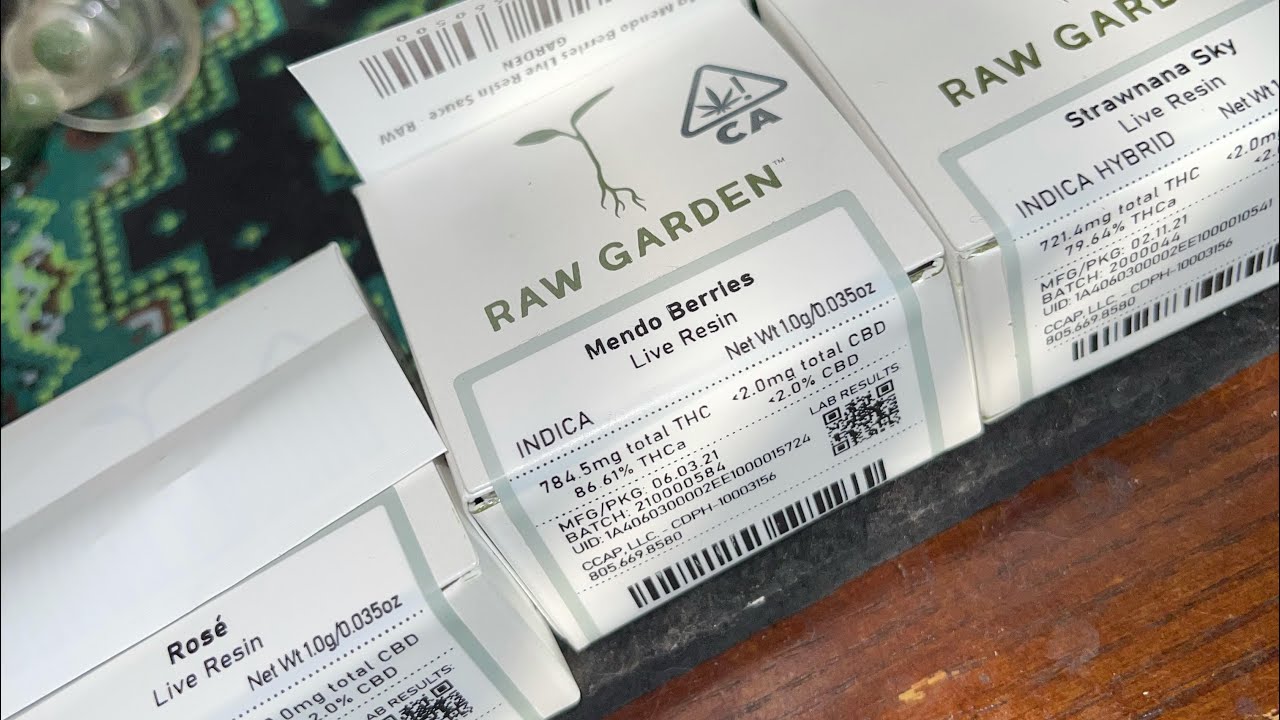 g Mendo Berries Live Resin Sauce - RAW
GARDEN
CA
RAW GARDEN™
Mendo Berries
Live Resin
INDICA
Net Wt 1.0g/0.035oz
784.5mg total THC <2.0mg total CBD
86.61% THCa <2.0% CBD
MFG/PKG: 06.03.21
BATCH: 210000584
UID: 1A4060300002EE1000015724
CCAP, LLC. - CDPH-10003156
805.669.8580
LAB RESULTS
RAW GARDEN
Strawnana Sky
Live Resin
INDICA HYBRID
Net Wt
721.4mg total THC <2.0m
79.64% THCa <2.
MFG/PKG: 02.11.21
BATCH: 2000044
UID: 1A4060300002EE1000010541
CCAP, LLC. - CDPH-10003156
805.669.8580
Rosé
Live Resin
Net Wt 1.0g/0.035oz
.0mg total CBD
2.0% CBD
LAB RESULTS: